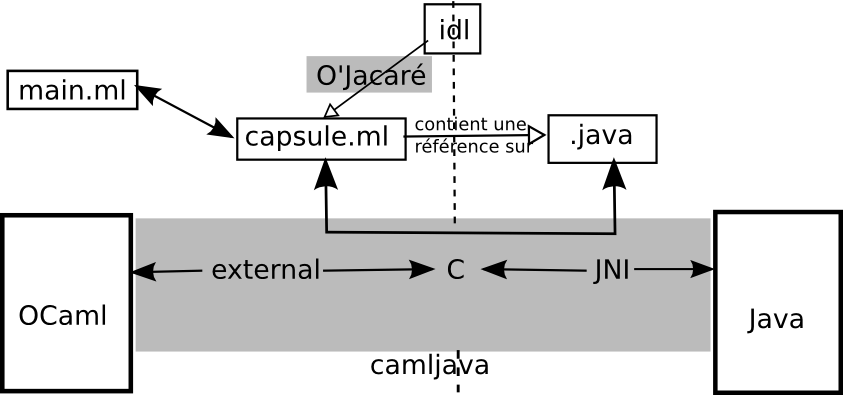 idl
O'Jacaré
main.ml
capsule.ml
contient une
référence sur
.java
external
C
JNI
OCaml
Java
camljava